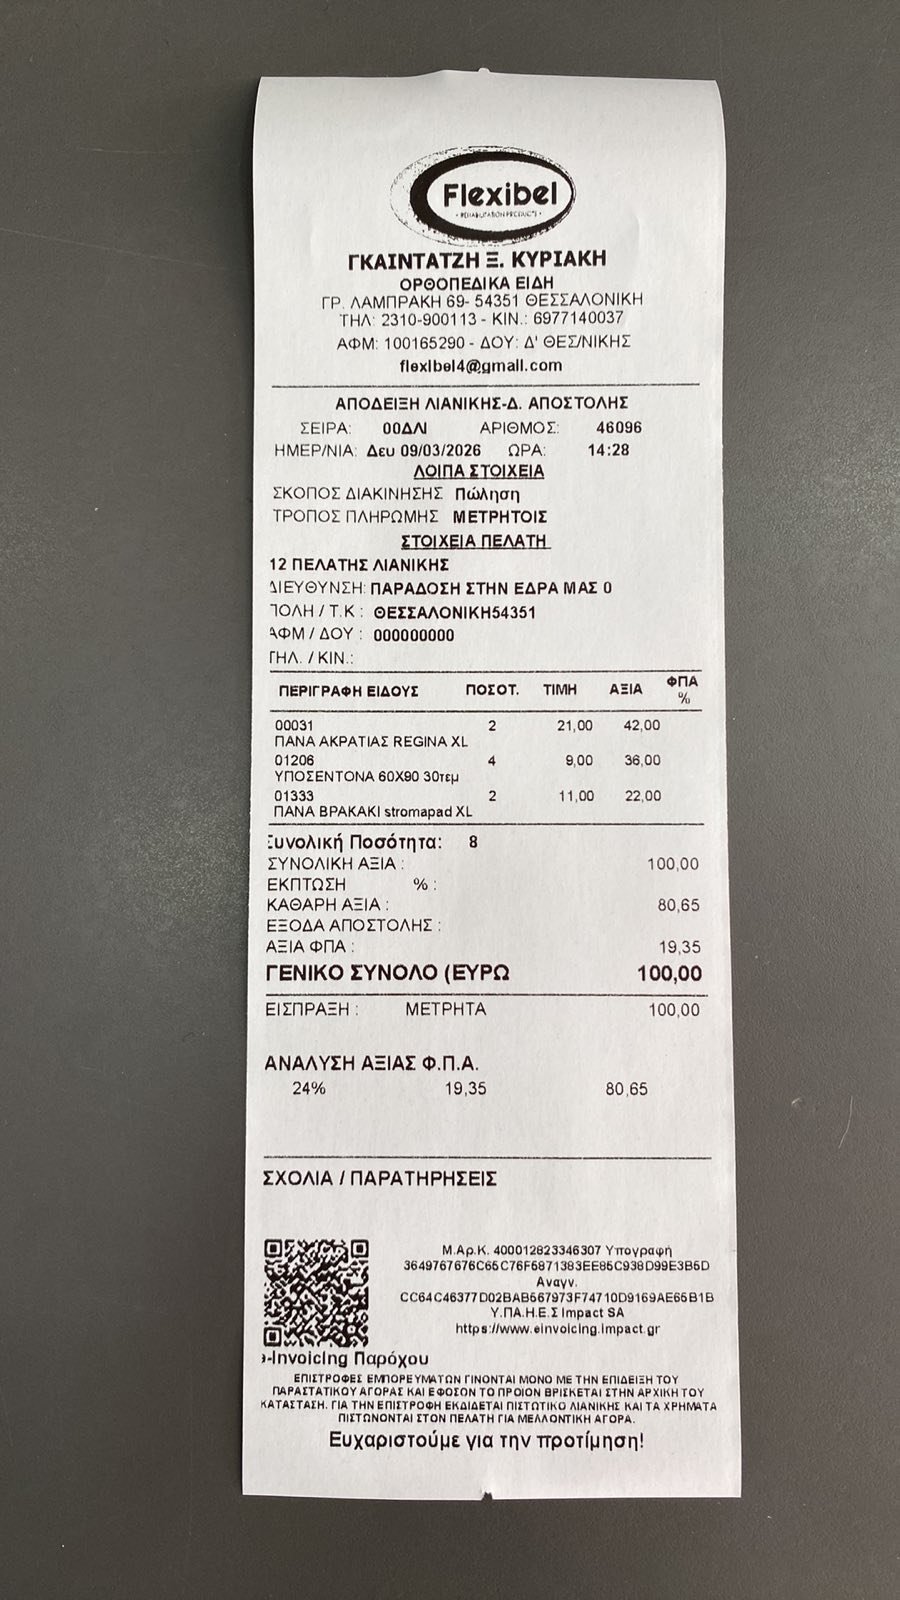 Flexibel
• REHABILITATION PRODUCTS •
ΓΚΑΙΝΤΑΤΖΗ Ξ. ΚΥΡΙΑΚΗ
ΟΡΘΟΠΕΔΙΚΑ ΕΙΔΗ
ΓΡ. ΛΑΜΠΡΑΚΗ 69- 54351 ΘΕΣΣΑΛΟΝΙΚΗ
ΤΗΛ: 2310-900113 - ΚΙΝ.: 6977140037
ΑΦΜ: 100165290 - ΔΟΥ: Δ' ΘΕΣ/ΝΙΚΗΣ
flexibel4@gmail.com
ΑΠΟΔΕΙΞΗ ΛΙΑΝΙΚΗΣ-Δ. ΑΠΟΣΤΟΛΗΣ
ΣΕΙΡΑ: 00ΔΛΙ ΑΡΙΘΜΟΣ: 46096
ΗΜΕΡ/ΝΙΑ: Δευ 09/03/2026 ΩΡΑ: 14:28
ΛΟΙΠΑ ΣΤΟΙΧΕΙΑ
ΣΚΟΠΟΣ ΔΙΑΚΙΝΗΣΗΣ Πώληση
ΤΡΟΠΟΣ ΠΛΗΡΩΜΗΣ ΜΕΤΡΗΤΟΙΣ
ΣΤΟΙΧΕΙΑ ΠΕΛΑΤΗ
12 ΠΕΛΑΤΗΣ ΛΙΑΝΙΚΗΣ
ΔΙΕΥΘΥΝΣΗ: ΠΑΡΑΔΟΣΗ ΣΤΗΝ ΕΔΡΑ ΜΑΣ 0
ΠΟΛΗ / Τ.Κ : ΘΕΣΣΑΛΟΝΙΚΗ54351
ΑΦΜ / ΔΟΥ : 000000000
ΤΗΛ. / ΚΙΝ.:
ΠΕΡΙΓΡΑΦΗ ΕΙΔΟΥΣ ΠΟΣΟΤ. ΤΙΜΗ ΑΞΙΑ ΦΠΑ %
00031 2 21,00 42,00
ΠΑΝΑ ΑΚΡΑΤΙΑΣ REGINA XL
01206 4 9,00 36,00
ΥΠΟΣΕΝΤΟΝΑ 60X90 30τεμ
01333 2 11,00 22,00
ΠΑΝΑ ΒΡΑΚΑΚΙ stromapad XL
Συνολική Ποσότητα: 8
ΣΥΝΟΛΙΚΗ ΑΞΙΑ : 100,00
ΕΚΠΤΩΣΗ % :
ΚΑΘΑΡΗ ΑΞΙΑ : 80,65
ΕΞΟΔΑ ΑΠΟΣΤΟΛΗΣ :
ΑΞΙΑ ΦΠΑ : 19,35
ΓΕΝΙΚΟ ΣΥΝΟΛΟ (ΕΥΡΩ 100,00
ΕΙΣΠΡΑΞΗ : ΜΕΤΡΗΤΑ 100,00
ΑΝΑΛΥΣΗ ΑΞΙΑΣ Φ.Π.Α.
24% 19,35 80,65
ΣΧΟΛΙΑ / ΠΑΡΑΤΗΡΗΣΕΙΣ
Μ.Αρ.Κ. 400012823346307 Υπογραφή
3649767676C65C76F5871383EE85C938D99E3B5D
Αναγν.
CC64C46377D02BAB567973F74710D9169AE65B1B
Υ.ΠΑ.Η.Ε.Σ Impact SA
https://www.einvoicing.impact.gr
e-Invoicing Παρόχου
ΕΠΙΣΤΡΟΦΕΣ ΕΜΠΟΡΕΥΜΑΤΩΝ ΓΙΝΟΝΤΑΙ ΜΟΝΟ ΜΕ ΤΗΝ ΕΠΙΔΕΙΞΗ ΤΟΥ
ΠΑΡΑΣΤΑΤΙΚΟΥ ΑΓΟΡΑΣ ΚΑΙ ΕΦΟΣΟΝ ΤΟ ΠΡΟΙΟΝ ΒΡΙΣΚΕΤΑΙ ΣΤΗΝ ΑΡΧΙΚΗ ΤΟΥ
ΚΑΤΑΣΤΑΣΗ. ΓΙΑ ΤΗΝ ΕΠΙΣΤΡΟΦΗ ΕΚΔΙΔΕΤΑΙ ΠΙΣΤΩΤΙΚΟ ΛΙΑΝΙΚΗΣ ΚΑΙ ΤΑ ΧΡΗΜΑΤΑ
ΠΙΣΤΩΝΟΝΤΑΙ ΣΤΟΝ ΠΕΛΑΤΗ ΓΙΑ ΜΕΛΛΟΝΤΙΚΗ ΑΓΟΡΑ.
Ευχαριστούμε για την προτίμηση!